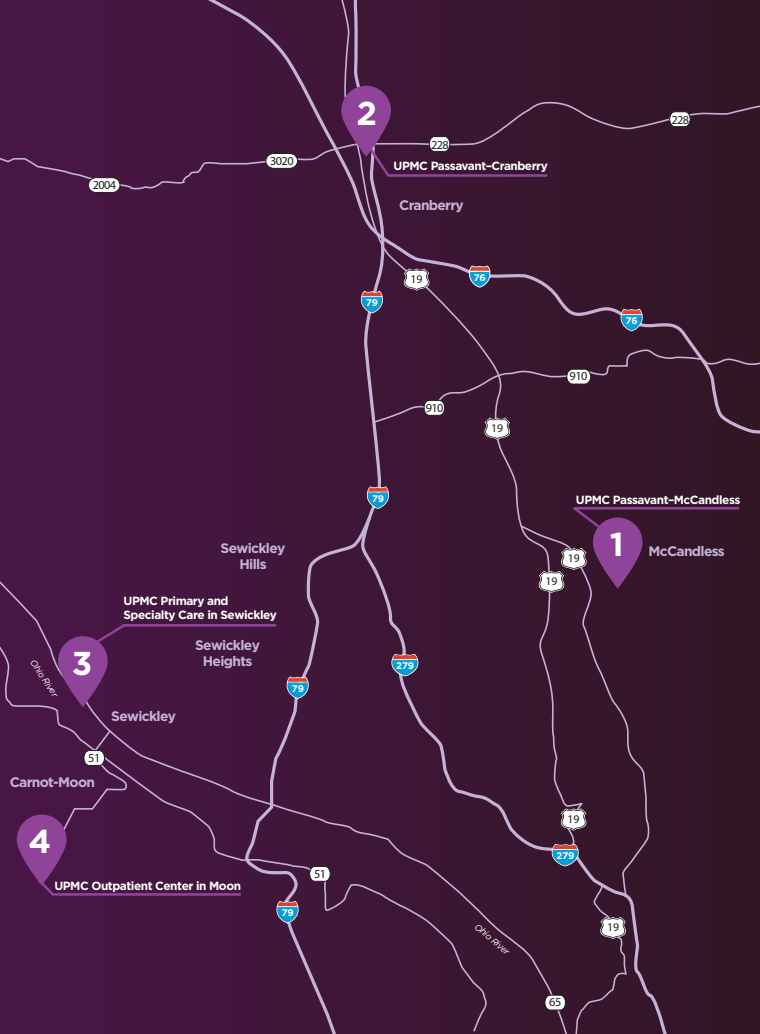 2
228
228
3020
UPMC Passavant–Cranberry
2004
Cranberry
19
76
79
76
910
910
19
79
UPMC Passavant–McCandless
1
McCandless
Sewickley
Hills
19
19
UPMC Primary and
Specialty Care in Sewickley
Sewickley
Heights
3
279
Ohio River
79
Sewickley
51
Carnot-Moon
19
4
279
51
UPMC Outpatient Center in Moon
79
19
Ohio River
65